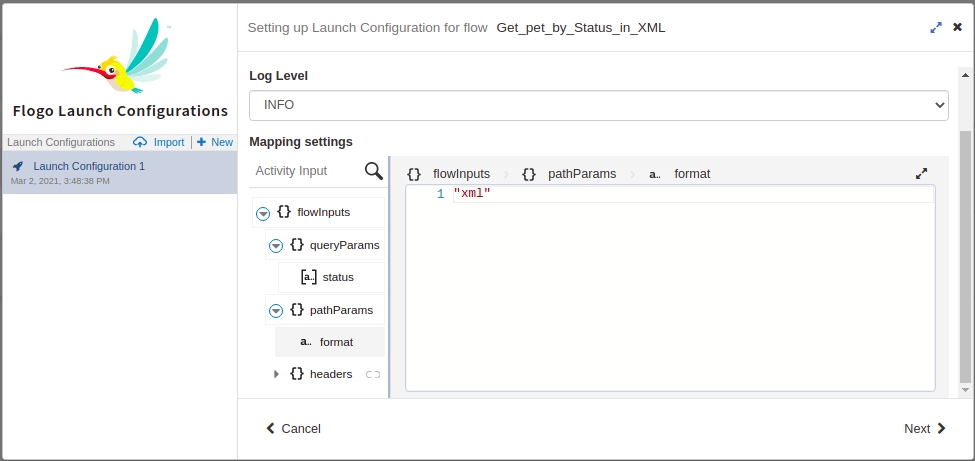 Setting up Launch Configuration for flow Get_pet_by_Status_in_XML
Flogo Launch Configurations
Launch Configurations Import New
Launch Configuration 1
Mar 2, 2021, 3:48:38 PM
Log Level
INFO
Mapping settings
Activity Input
{} flowInputs
{} queryParams
[a..] status
{} pathParams
a.. format
{} headers
{} flowInputs {} pathParams a.. format
1 "xml"
Cancel
Next